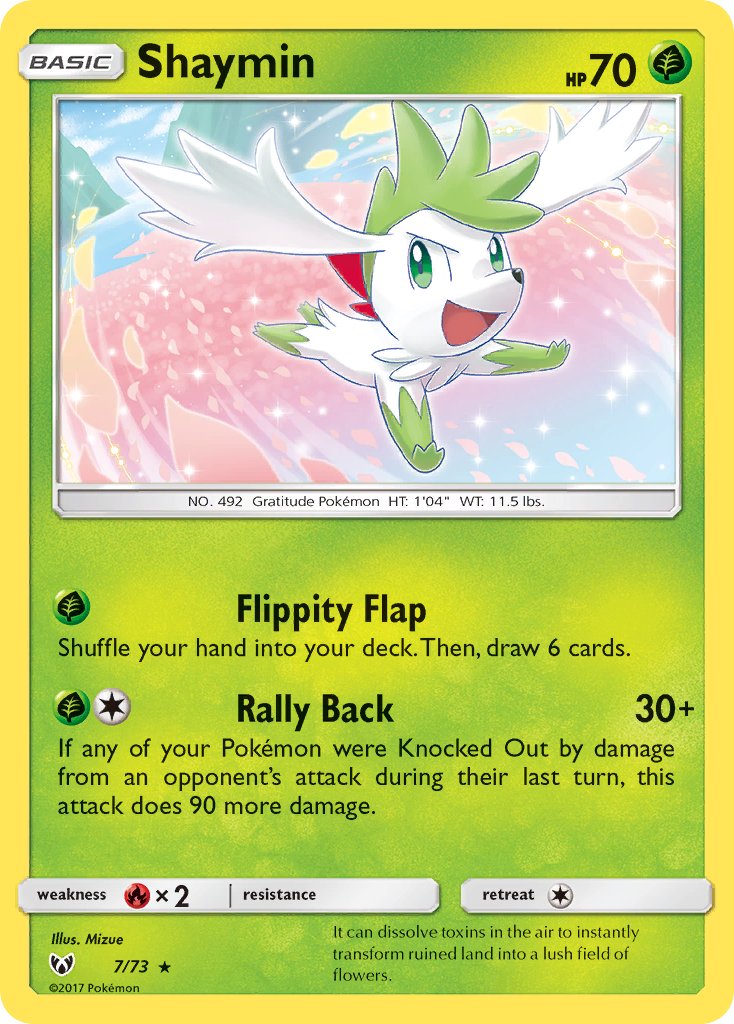 BASIC Shaymin HP 70
NO. 492 Gratitude Pokémon HT: 1'04" WT: 11.5 lbs.
Flippity Flap
Shuffle your hand into your deck. Then, draw 6 cards.
Rally Back 30+
If any of your Pokémon were Knocked Out by damage
from an opponent's attack during their last turn, this
attack does 90 more damage.
weakness × 2 resistance retreat
Illus. Mizue
7/73 ★
©2017 Pokémon
It can dissolve toxins in the air to instantly
transform ruined land into a lush field of
flowers.